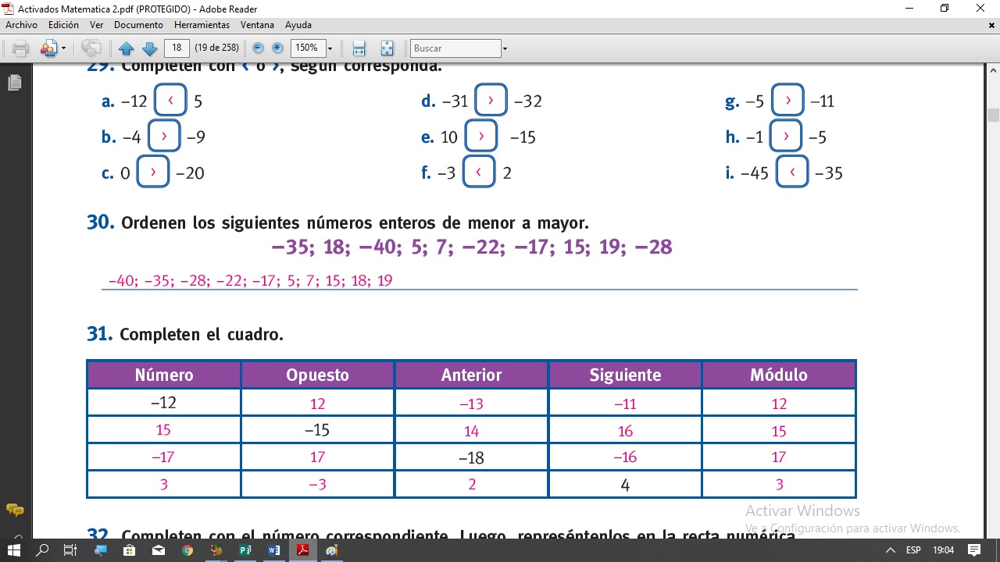 Activados Matematica 2.pdf (PROTEGIDO) - Adobe Reader
Archivo Edición Ver Documento Herramientas Ventana Ayuda
18 (19 de 258) 150% Buscar
29. Completen con < o >, según corresponda.
a. –12 < 5 d. –31 > –32 g. –5 > –11
b. –4 > –9 e. 10 > –15 h. –1 > –5
c. 0 > –20 f. –3 < 2 i. –45 < –35
30. Ordenen los siguientes números enteros de menor a mayor.
–35; 18; –40; 5; 7; –22; –17; 15; 19; –28
–40; –35; –28; –22; –17; 5; 7; 15; 18; 19
31. Completen el cuadro.
Número Opuesto Anterior Siguiente Módulo
–12 12 –13 –11 12
15 –15 14 16 15
–17 17 –18 –16 17
3 –3 2 4 3
Activar Windows
Ve a Configuración para activar Windows.
32. Completen con el número correspondiente. Luego, represéntenlos en la recta numérica.
ESP 19:04